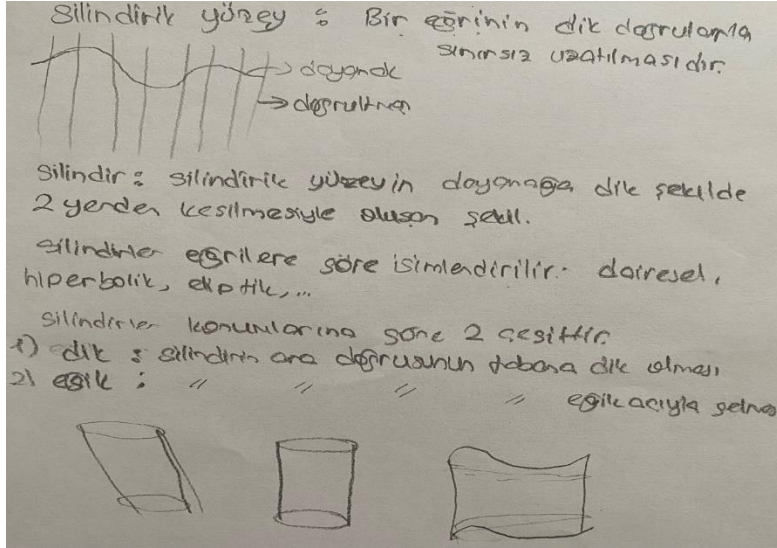 Silindirik yüzey : Bir eğrinin dik doğrularla
sınırsız uzatılmasıdır.
→ dayanak
→ doğrultman
Silindir : silindirik yüzeyin dayanağa dik şekilde
2 yerden kesilmesiyle oluşan şekil.
silindirler eğrilere göre isimlendirilir. dairesel,
hiperbolik, eliptik,...
silindirler konumlarına göre 2 çeşittir.
1) dik : silindirin ana doğrusunun tabana dik olması
2) eğik : " " " " eğik açıyla gelmes